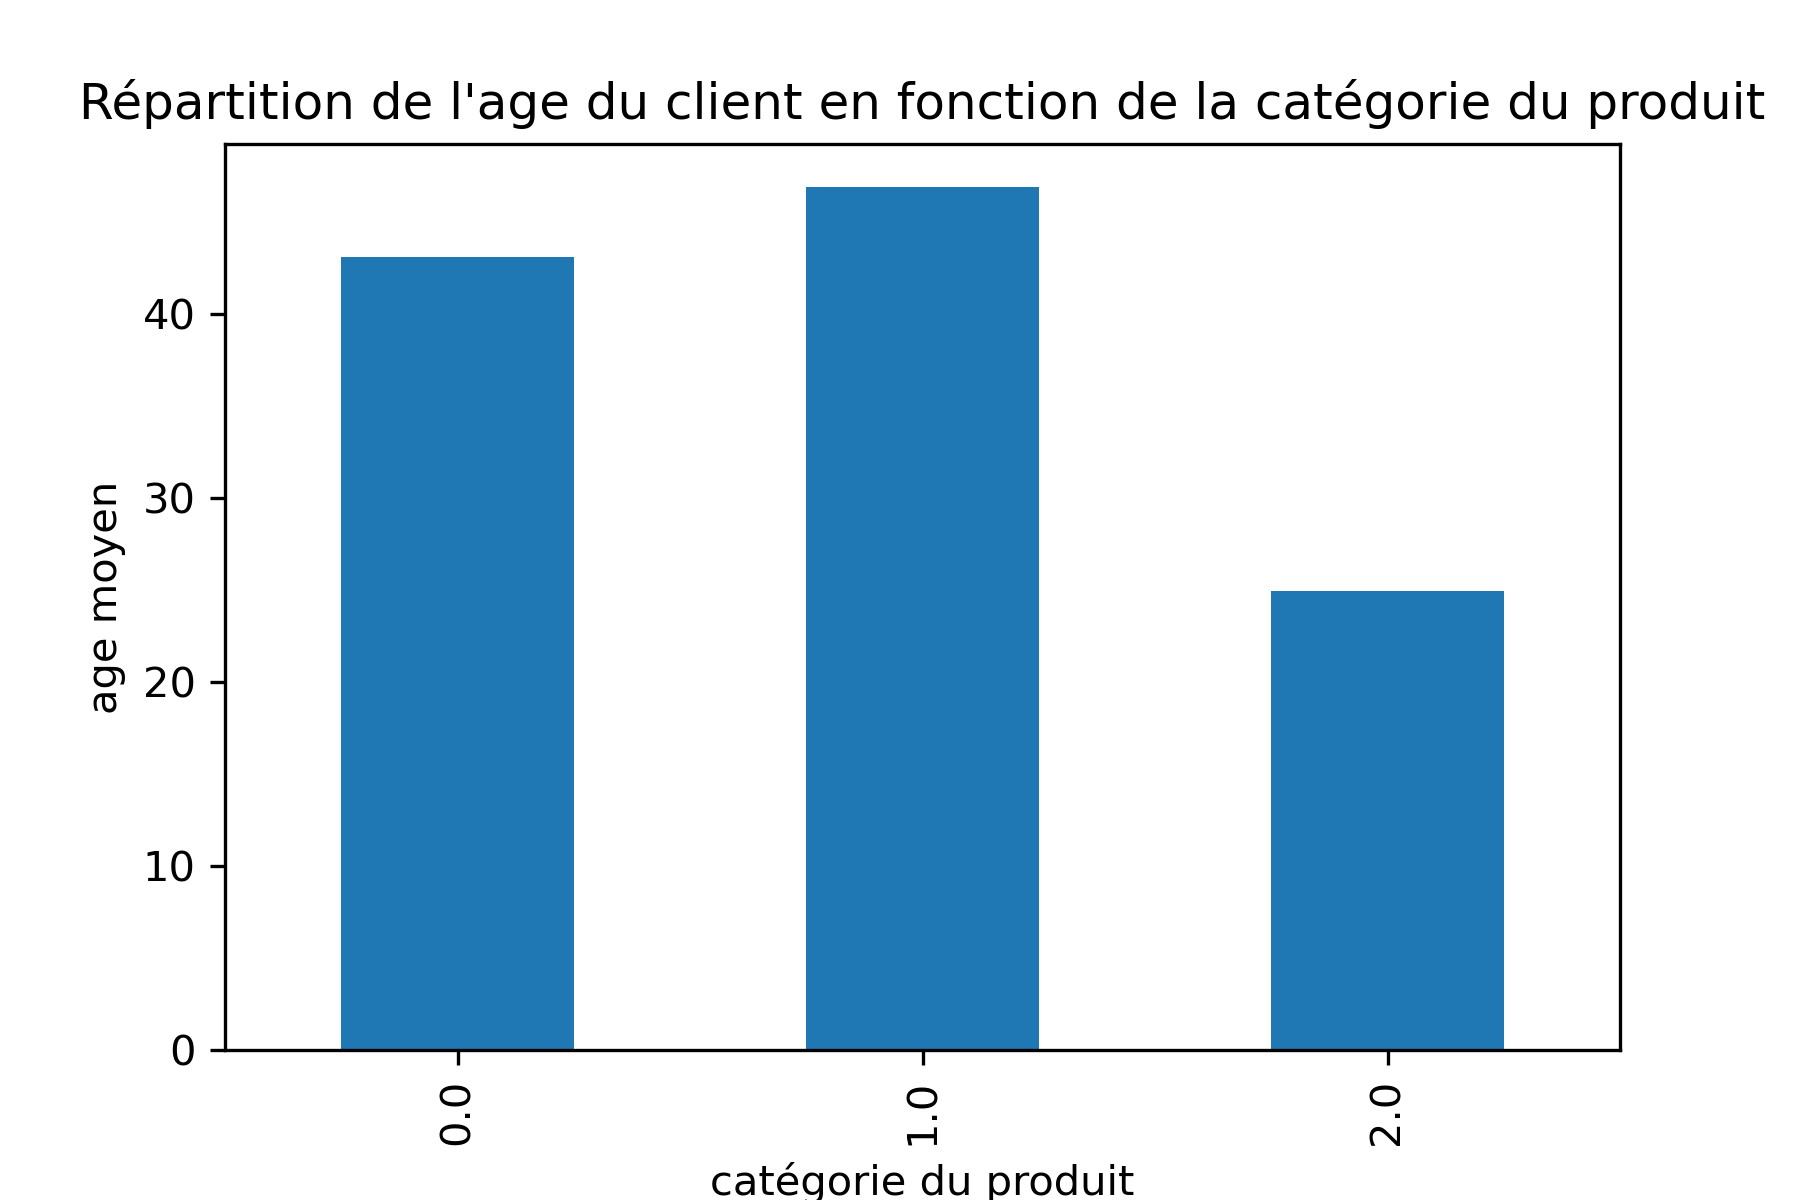 Répartition de l'age du client en fonction de la catégorie du produit
age moyen
40
30
20
10
0
0.0
1.0
2.0
catégorie du produit